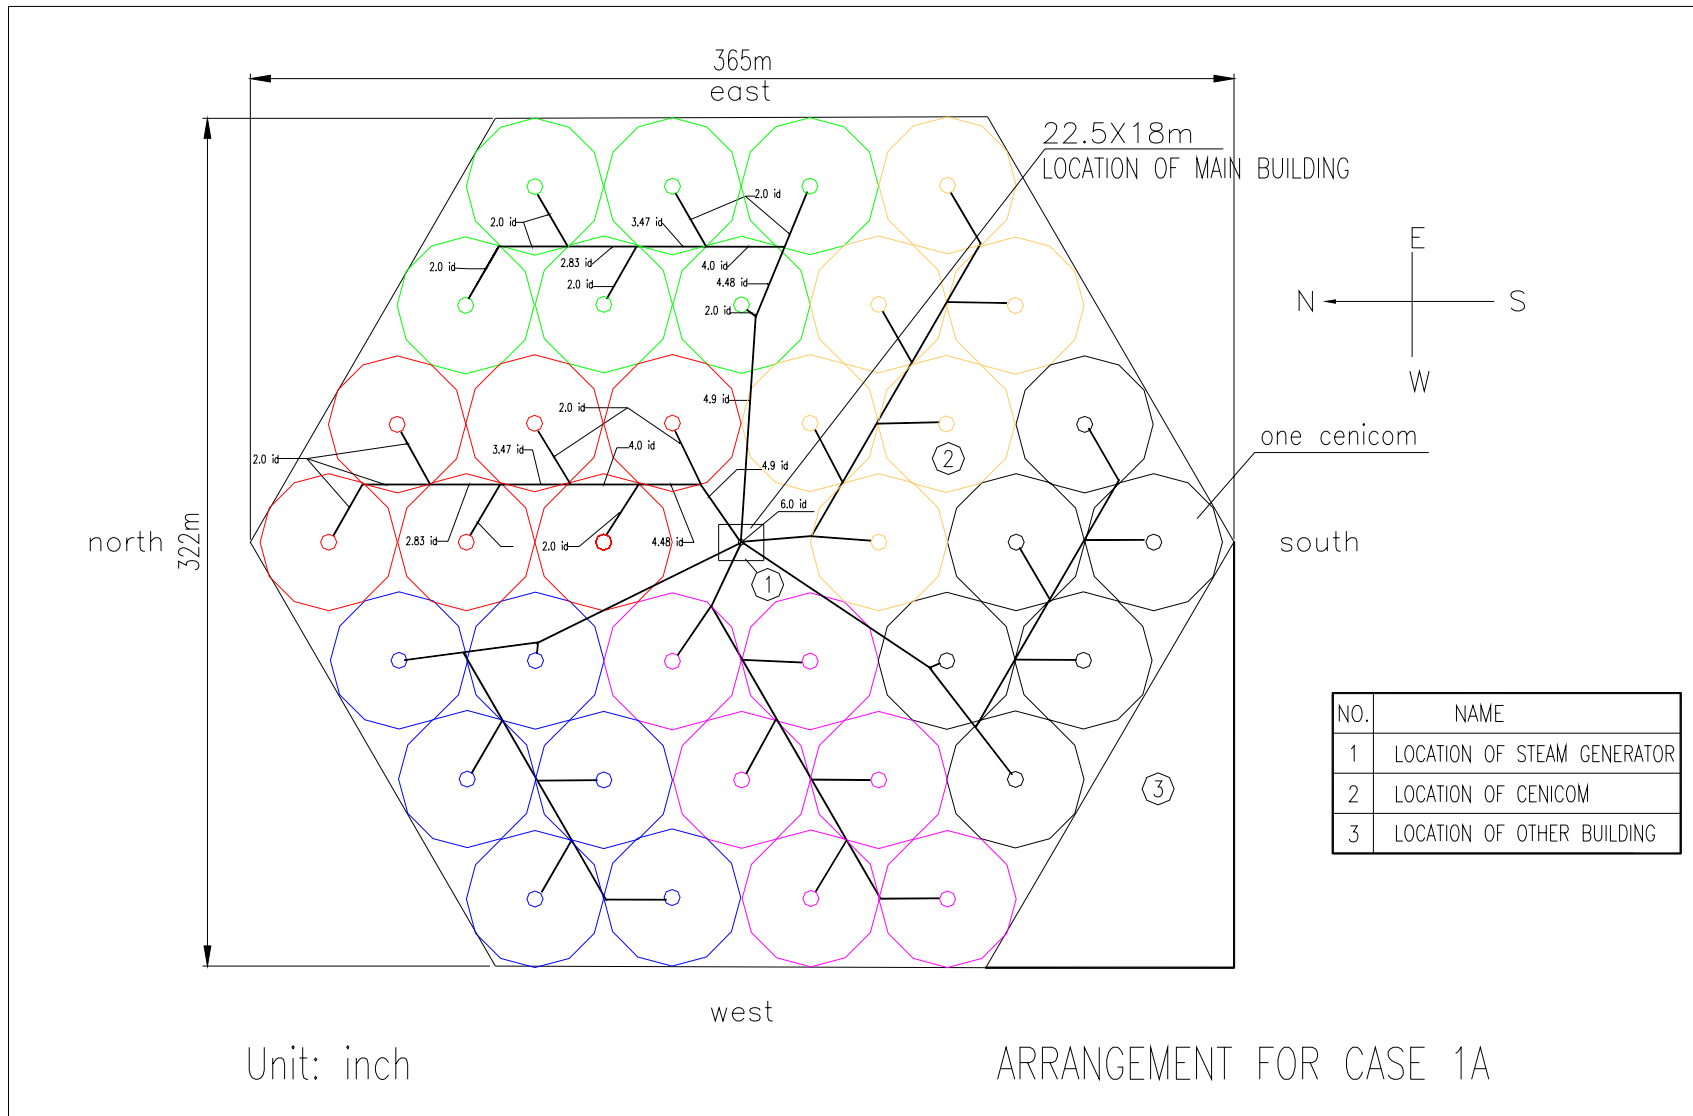 365m
east
22.5X18m
LOCATION OF MAIN BUILDING
2.0 id
2.0 id
3.47 id
2.0 id
2.83 id
4.0 id
4.48 id
2.0 id
2.0 id
E
N
S
W
4.9 id
2.0 id
2.0 id
3.47 id
4.0 id
4.9 id
6.0 id
2.83 id
2.0 id
4.48 id
one cenicom
2
1
3
north
322m
south
NO. NAME
1 LOCATION OF STEAM GENERATOR
2 LOCATION OF CENICOM
3 LOCATION OF OTHER BUILDING
west
Unit: inch
ARRANGEMENT FOR CASE 1A